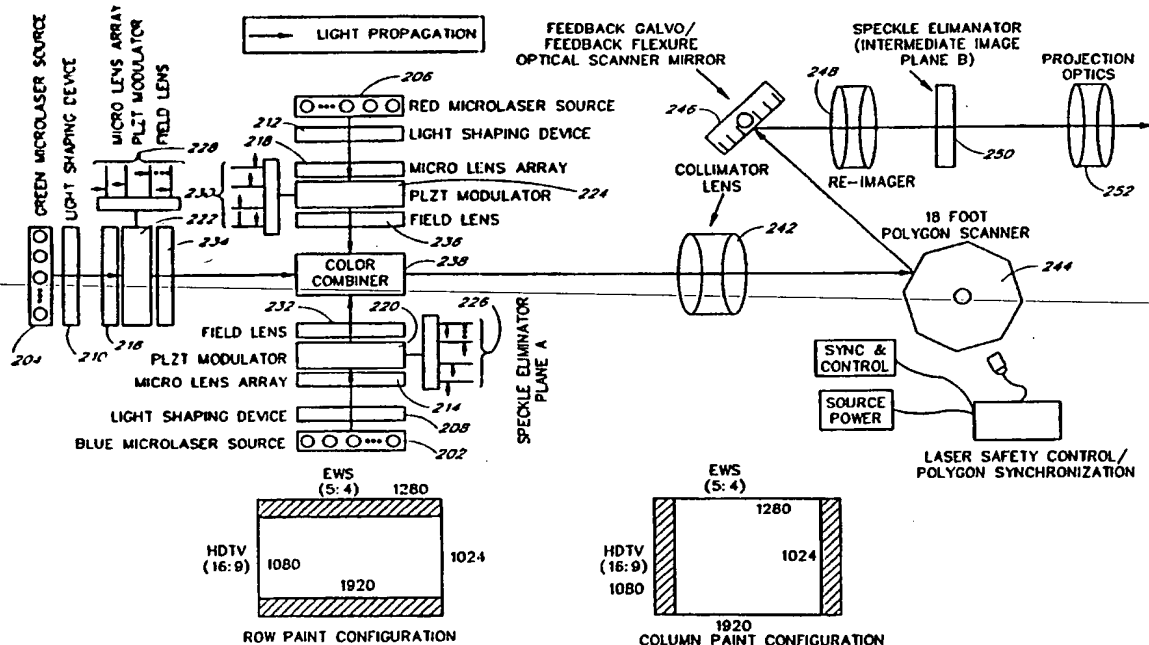 LIGHT PROPAGATION
GREEN MICROLASER SOURCE
LIGHT SHAPING DEVICE
MICRO LENS ARRAY
PLZT MODULATOR
FIELD LENS
228
233
222
234
204
210
216
206
RED MICROLASER SOURCE
212
LIGHT SHAPING DEVICE
218
MICRO LENS ARRAY
224
PLZT MODULATOR
FIELD LENS
236
238
COLOR
COMBINER
232
220
226
FIELD LENS
PLZT MODULATOR
MICRO LENS ARRAY
SPECKLE ELIMINATOR
PLANE A
214
LIGHT SHAPING DEVICE
208
BLUE MICROLASER SOURCE
202
FEEDBACK GALVO/
FEEDBACK FLEXURE
OPTICAL SCANNER MIRROR
246
SPECKLE ELIMANATOR
(INTERMEDIATE IMAGE
PLANE B)
248
RE-IMAGER
250
PROJECTION
OPTICS
252
COLLIMATOR
LENS
242
18 FOOT
POLYGON SCANNER
244
SYNC &
CONTROL
SOURCE
POWER
LASER SAFETY CONTROL/
POLYGON SYNCHRONIZATION
EWS
(5:4)
1280
HDTV
(16:9)
1080
1024
1920
ROW PAINT CONFIGURATION
EWS
(5:4)
1280
HDTV
(16:9)
1080
1024
1920
COLUMN PAINT CONFIGURATION